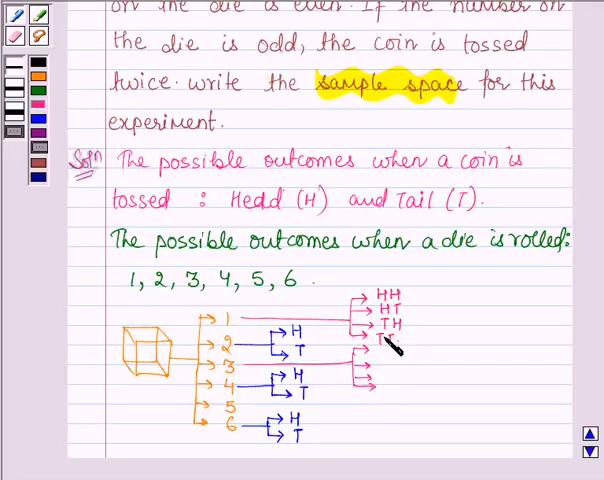 on the die is even. If the number on
the die is odd, the coin is tossed
twice. write the sample space for this
experiment.
Soln The possible outcomes when a coin is
tossed : Hedd (H) and Tail (T).
The possible outcomes when a die is rolled:
1, 2, 3, 4, 5, 6.
HH
1 HT
TH
H
2 TT
T
3
H
4
T
5
H
6
T